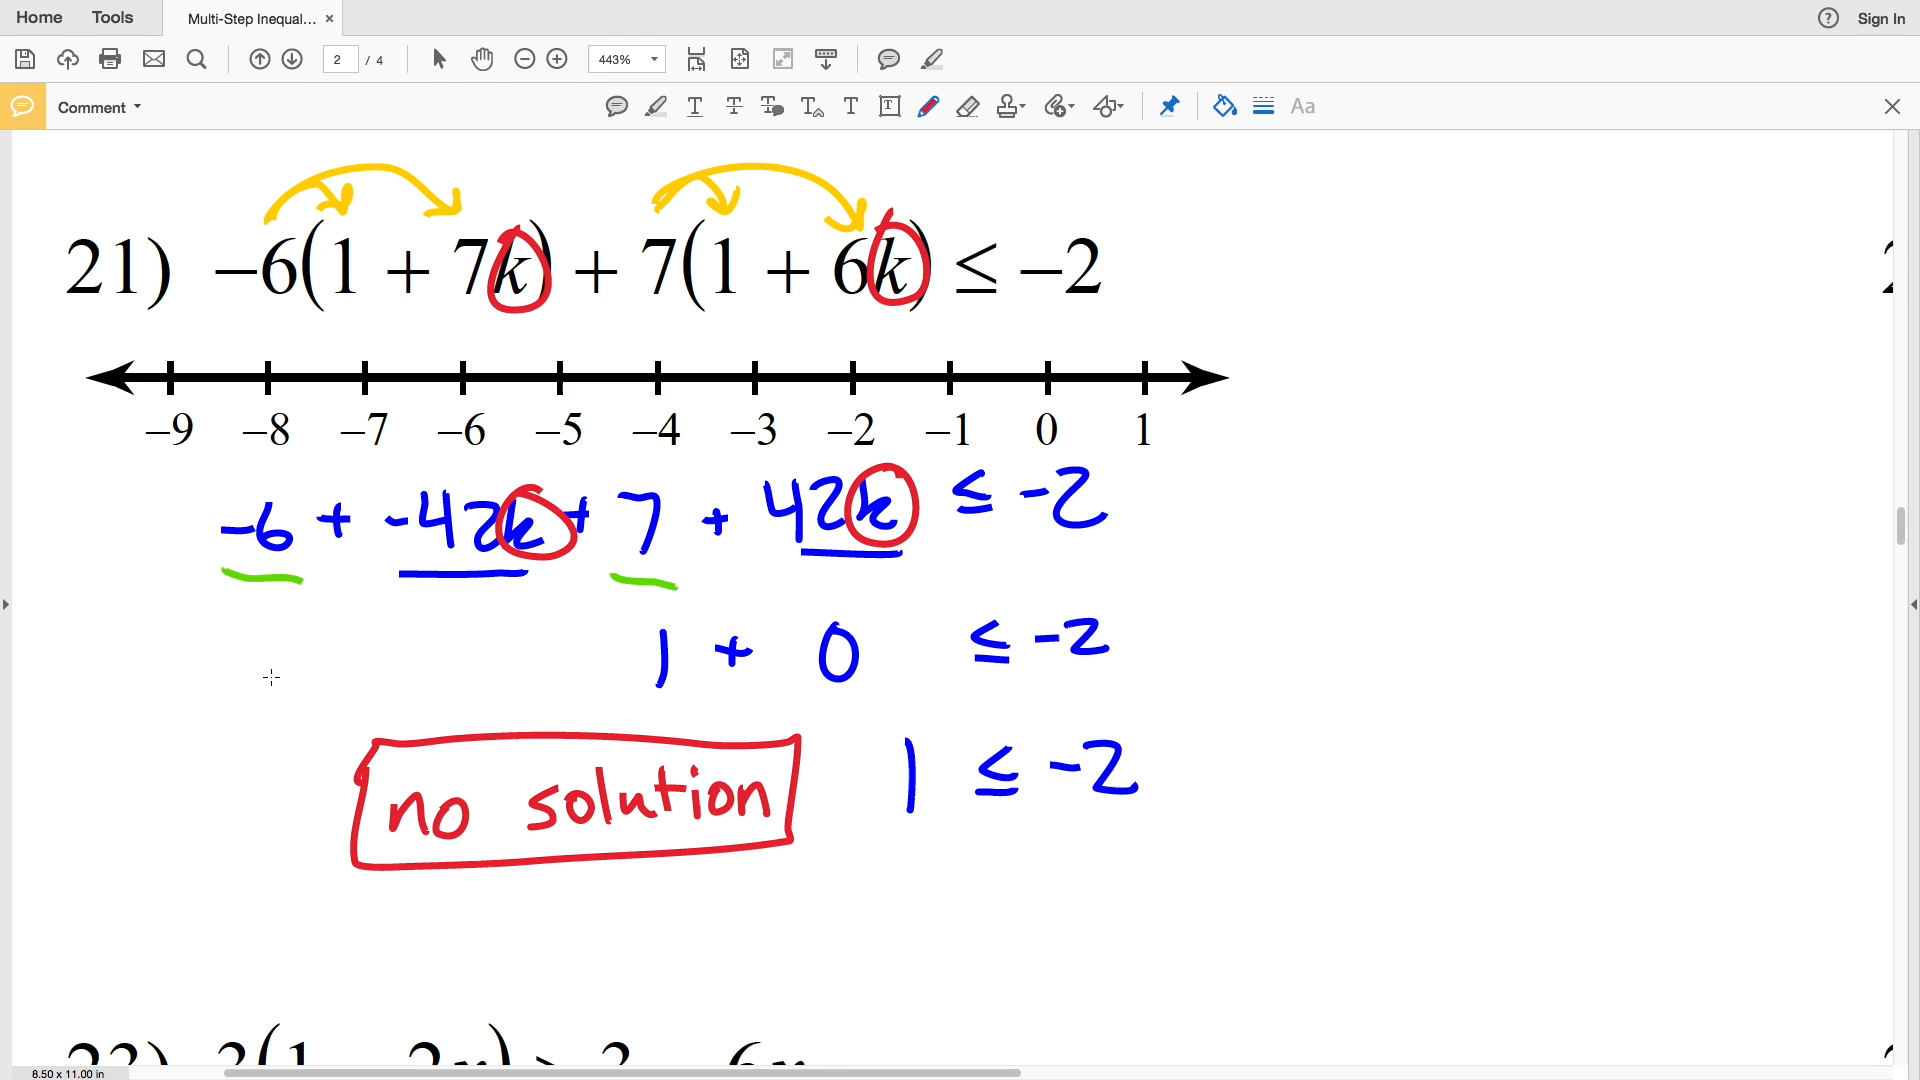 Home Tools Multi-Step Inequal... × ? Sign In
2 / 4 443%
Comment T T T T T T Aa
21) −6(1 + 7k) + 7(1 + 6k) ≤ −2
−9 −8 −7 −6 −5 −4 −3 −2 −1 0 1
-6 + -42k + 7 + 42k ≤ -2
1 + 0 ≤ -2
no solution 1 ≤ -2
8.50 x 11.00 in